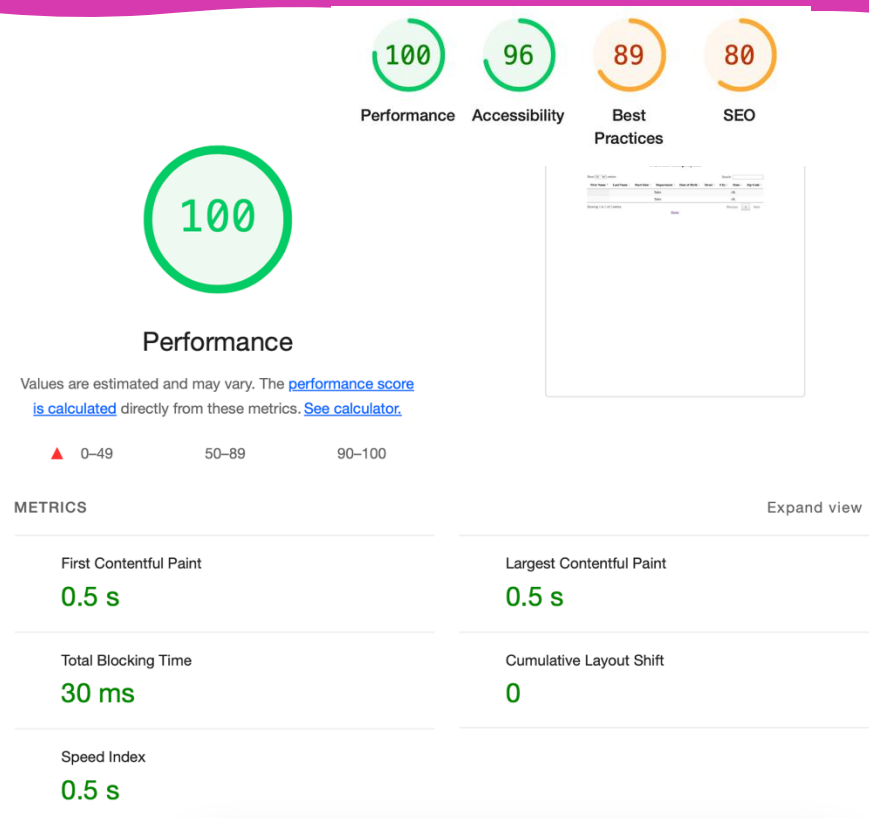 100
96
89
80
Performance
Accessibility
Best
Practices
SEO
100
Performance
Values are estimated and may vary. The performance score
is calculated directly from these metrics. See calculator.
0–49
50–89
90–100
METRICS
Expand view
First Contentful Paint
0.5 s
Largest Contentful Paint
0.5 s
Total Blocking Time
30 ms
Cumulative Layout Shift
0
Speed Index
0.5 s